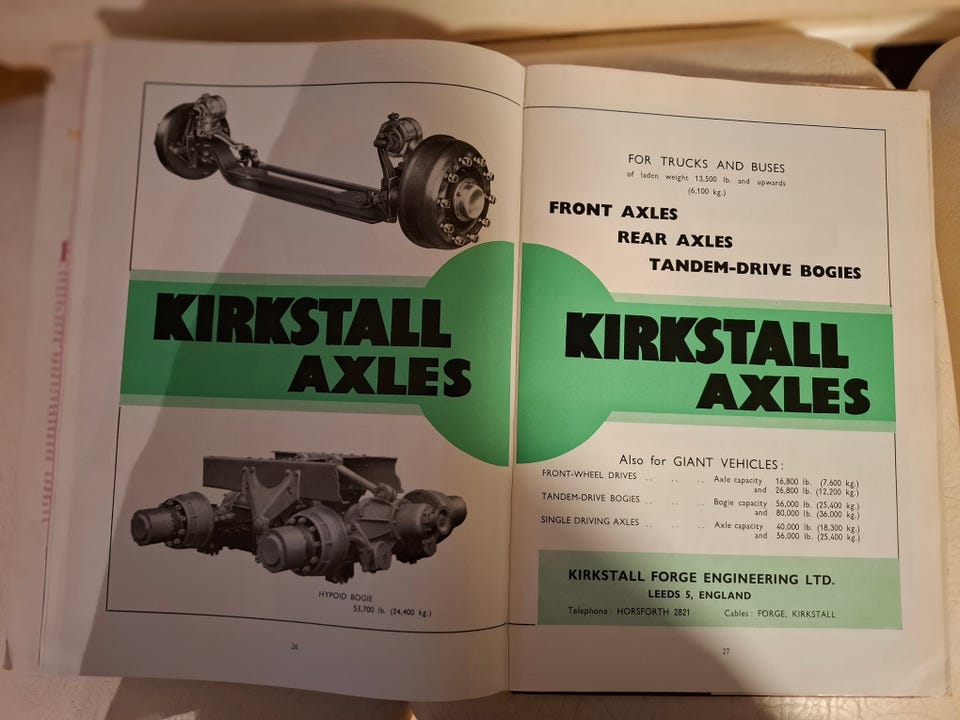 KIRKSTALL
AXLES
HYPOID BOGIE
53,700 lb. (24,400 kg.)
26
FOR TRUCKS AND BUSES
of laden weight 13,500 lb. and upwards
(6,100 kg.)
FRONT AXLES
REAR AXLES
TANDEM-DRIVE BOGIES
KIRKSTALL
AXLES
Also for GIANT VEHICLES :
FRONT-WHEEL DRIVES .. .. .. Axle capacity 16,800 lb. (7,600 kg.)
and 26,800 lb. (12,200 kg.)
TANDEM-DRIVE BOGIES .. .. .. Bogie capacity 56,000 lb. (25,400 kg.)
and 80,000 lb. (36,000 kg.)
SINGLE DRIVING AXLES .. .. .. Axle capacity 40,000 lb. (18,300 kg.)
and 56,000 lb. (25,400 kg.)
KIRKSTALL FORGE ENGINEERING LTD.
LEEDS 5, ENGLAND
Telephone : HORSFORTH 2821 Cables : FORGE, KIRKSTALL
27